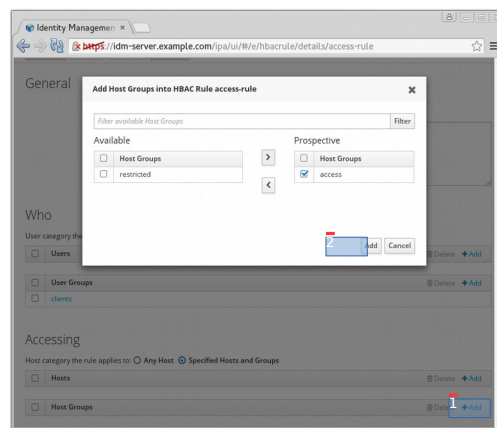 Identity Managemen ×
https://idm-server.example.com/ipa/ui/#/e/hbacrule/details/access-rule
General
Add Host Groups into HBAC Rule access-rule
Filter available Host Groups
Filter
Available
Prospective
Host Groups
Host Groups
restricted
access
2
Add Cancel
Who
User category the
Users
Delete Add
User Groups
Delete Add
clients
Accessing
Host category the rule applies to: Any Host Specified Hosts and Groups
Hosts
Delete Add
1
Host Groups
Dele Add